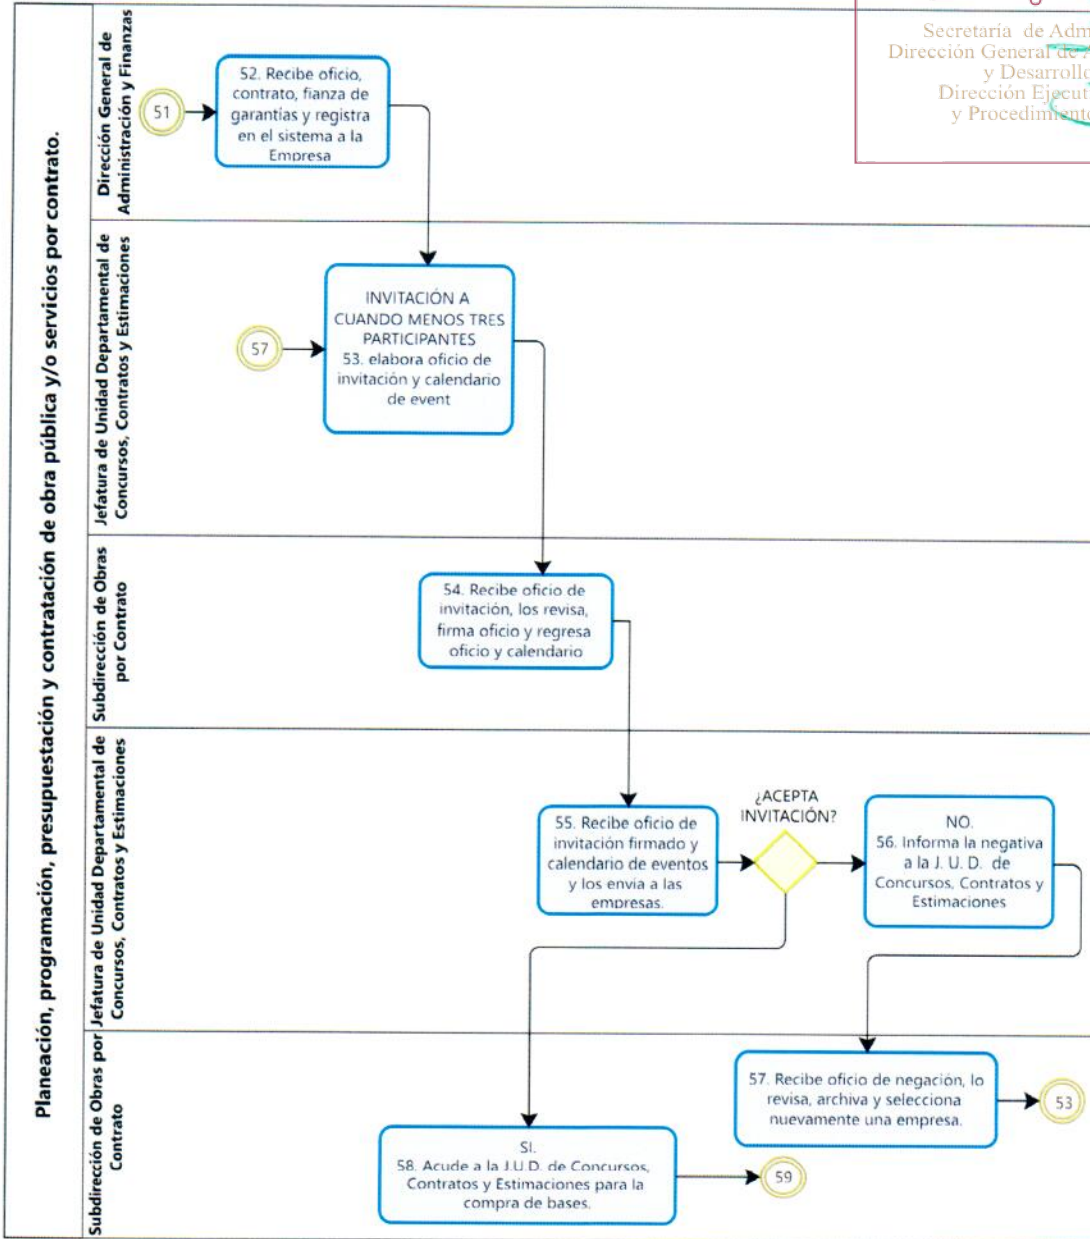 Secretaría de Adm
Dirección General de A
y Desarrollo
Dirección Ejecut
y Procedimiento
Planeación, programación, presupuestación y contratación de obra pública y/o servicios por contrato.
Dirección General de
Administración y Finanzas
51
52. Recibe oficio,
contrato, fianza de
garantías y registra
en el sistema a la
Empresa
Jefatura de Unidad Departamental de
Concursos, Contratos y Estimaciones
57
INVITACIÓN A
CUANDO MENOS TRES
PARTICIPANTES
53. elabora oficio de
invitación y calendario
de event
Subdirección de Obras
por Contrato
54. Recibe oficio de
invitación, los revisa,
firma oficio y regresa
oficio y calendario
Jefatura de Unidad Departamental de
Concursos, Contratos y Estimaciones
55. Recibe oficio de
invitación firmado y
calendario de eventos
y los envia a las
empresas.
¿ACEPTA
INVITACIÓN?
NO.
56. Informa la negativa
a la J. U. D. de
Concursos, Contratos y
Estimaciones
Subdirección de Obras por
Contrato
57. Recibe oficio de negación, lo
revisa, archiva y selecciona
nuevamente una empresa.
53
SI.
58. Acude a la J.U.D. de Concursos,
Contratos y Estimaciones para la
compra de bases.
59